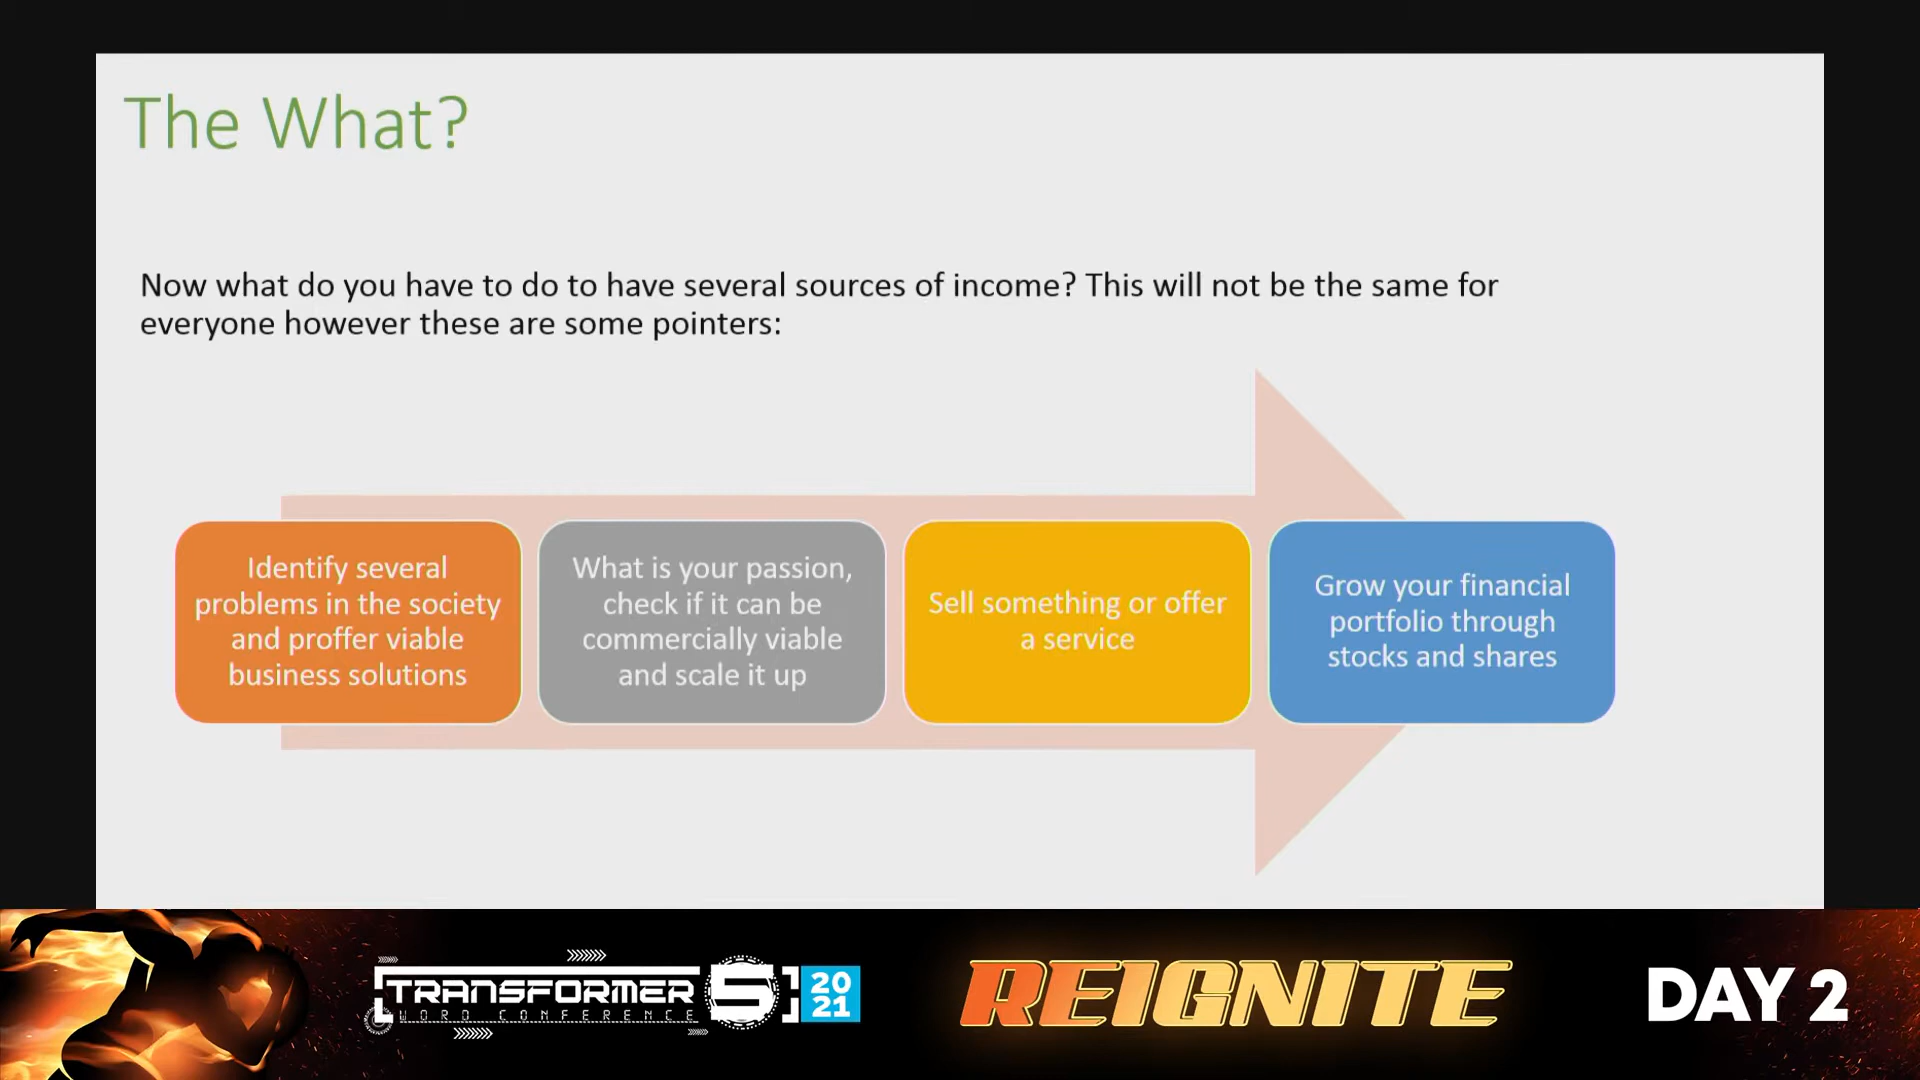 The What?
Now what do you have to do to have several sources of income? This will not be the same for
everyone however these are some pointers:
Identify several
problems in the society
and proffer viable
business solutions
What is your passion,
check if it can be
commercially viable
and scale it up
Sell something or offer
a service
Grow your financial
portfolio through
stocks and shares
TRANSFORMER 5 2021
WORD CONFERENCE
REIGNITE
DAY 2